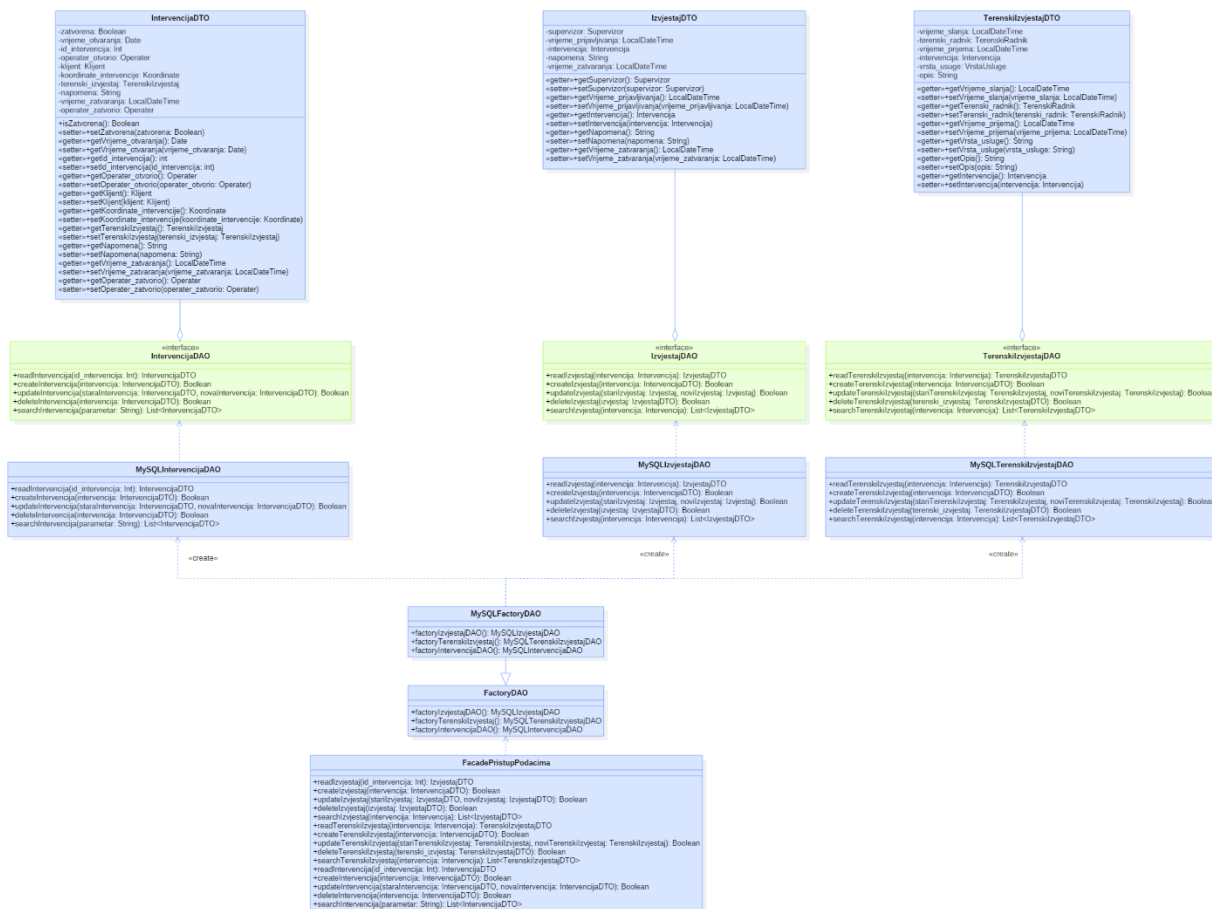 IntervencijaDTO
-zatvorena: Boolean
-vrijeme_otvaranja: Date
-id_intervencija: Int
-operater_otvorio: Operater
-klijent: Klijent
-koordinate_intervencije: Koordinate
-terenski_izvjestaj: TerenskiIzvjestaj
-napomena: String
-vrijeme_zatvaranja: LocalDateTime
-operater_zatvorio: Operater
+isZatvorena(): Boolean
«setter»+setZatvorena(zatvorena: Boolean)
«getter»+getVrijeme_otvaranja(): Date
«setter»+setVrijeme_otvaranja(vrijeme_otvaranja: Date)
«getter»+getId_intervencija(): int
«setter»+setId_intervencija(id_intervencija: int)
«getter»+getOperater_otvorio(): Operater
«setter»+setOperater_otvorio(operater_otvorio: Operater)
«getter»+getKlijent(): Klijent
«setter»+setKlijent(klijent: Klijent)
«getter»+getKoordinate_intervencije(): Koordinate
«setter»+setKoordinate_intervencije(koordinate_intervencije: Koordinate)
«getter»+getTerenskiIzvjestaj(): TerenskiIzvjestaj
«setter»+setTerenskiIzvjestaj(terenski_izvjestaj: TerenskiIzvjestaj)
«getter»+getNapomena(): String
«setter»+setNapomena(napomena: String)
«getter»+getVrijeme_zatvaranja(): LocalDateTime
«setter»+setVrijeme_zatvaranja(vrijeme_zatvaranja: LocalDateTime)
«getter»+getOperater_zatvorio(): Operater
«setter»+setOperater_zatvorio(operater_zatvorio: Operater)
IzvjestajDTO
-supervizor: Supervizor
-vrijeme_prijavljivanja: LocalDateTime
-intervencija: Intervencija
-napomena: String
-vrijeme_zatvaranja: LocalDateTime
«getter»+getSupervizor(): Supervizor
«setter»+setSupervizor(supervizor: Supervizor)
«getter»+getVrijeme_prijavljivanja(): LocalDateTime
«setter»+setVrijeme_prijavljivanja(vrijeme_prijavljivanja: LocalDateTime)
«getter»+getIntervencija(): Intervencija
«setter»+setIntervencija(intervencija: Intervencija)
«getter»+getNapomena(): String
«setter»+setNapomena(napomena: String)
«getter»+getVrijeme_zatvaranja(): LocalDateTime
«setter»+setVrijeme_zatvaranja(vrijeme_zatvaranja: LocalDateTime)
TerenskiIzvjestajDTO
-vrijeme_slanja: LocalDateTime
-terenski_radnik: TerenskiRadnik
-vrijeme_prijema: LocalDateTime
-intervencija: Intervencija
-vrsta_usuge: VrstaUsluge
-opis: String
«getter»+getVrijeme_slanja(): LocalDateTime
«setter»+setVrijeme_slanja(vrijeme_slanja: LocalDateTime)
«getter»+getTerenski_radnik(): TerenskiRadnik
«setter»+setTerenski_radnik(terenski_radnik: TerenskiRadnik)
«getter»+getVrijeme_prijema(): LocalDateTime
«setter»+setVrijeme_prijema(vrijeme_prijema: LocalDateTime)
«getter»+getVrsta_usluge(): String
«setter»+setVrsta_usluge(vrsta_usluge: String)
«getter»+getOpis(): String
«setter»+setOpis(opis: String)
«getter»+getIntervencija(): Intervencija
«setter»+setIntervencija(intervencija: Intervencija)
«interface»
IntervencijaDAO
+readIntervencija(id_intervencija: Int): IntervencijaDTO
+createIntervencija(intervencija: IntervencijaDTO): Boolean
+updateIntervencija(staraIntervencija: IntervencijaDTO, novaIntervencija: IntervencijaDTO): Boolean
+deleteIntervencija(intervencija: IntervencijaDTO): Boolean
+searchIntervencija(parametar: String): List<IntervencijaDTO>
«interface»
IzvjestajDAO
+readIzvjestaj(intervencija: Intervencija): IzvjestajDTO
+createIzvjestaj(intervencija: IntervencijaDTO): Boolean
+updateIzvjestaj(stariIzvjestaj: Izvjestaj, noviIzvjestaj: Izvjestaj): Boolean
+deleteIzvjestaj(izvjestaj: IzvjestajDTO): Boolean
+searchIzvjestaj(intervencija: Intervencija): List<IzvjestajDTO>
«interface»
TerenskiIzvjestajDAO
+readTerenskiIzvjestaj(intervencija: Intervencija): TerenskiIzvjestajDTO
+createTerenskiIzvjestaj(intervencija: IntervencijaDTO): Boolean
+updateTerenskiIzvjestaj(stariTerenskiIzvjestaj: TerenskiIzvjestaj, noviTerenskiIzvjestaj: TerenskiIzvjestaj): Boolean
+deleteTerenskiIzvjestaj(terenski_izvjestaj: TerenskiIzvjestajDTO): Boolean
+searchTerenskiIzvjestaj(intervencija: Intervencija): List<TerenskiIzvjestajDTO>
MySQLIntervencijaDAO
+readIntervencija(id_intervencija: Int): IntervencijaDTO
+createIntervencija(intervencija: IntervencijaDTO): Boolean
+updateIntervencija(staraIntervencija: IntervencijaDTO, novaIntervencija: IntervencijaDTO): Boolean
+deleteIntervencija(intervencija: IntervencijaDTO): Boolean
+searchIntervencija(parametar: String): List<IntervencijaDTO>
MySQLIzvjestajDAO
+readIzvjestaj(intervencija: Intervencija): IzvjestajDTO
+createIzvjestaj(intervencija: IntervencijaDTO): Boolean
+updateIzvjestaj(stariIzvjestaj: Izvjestaj, noviIzvjestaj: Izvjestaj): Boolean
+deleteIzvjestaj(izvjestaj: IzvjestajDTO): Boolean
+searchIzvjestaj(intervencija: Intervencija): List<IzvjestajDTO>
MySQLTerenskiIzvjestajDAO
+readTerenskiIzvjestaj(intervencija: Intervencija): TerenskiIzvjestajDTO
+createTerenskiIzvjestaj(intervencija: IntervencijaDTO): Boolean
+updateTerenskiIzvjestaj(stariTerenskiIzvjestaj: TerenskiIzvjestaj, noviTerenskiIzvjestaj: TerenskiIzvjestaj): Boolean
+deleteTerenskiIzvjestaj(terenski_izvjestaj: TerenskiIzvjestajDTO): Boolean
+searchTerenskiIzvjestaj(intervencija: Intervencija): List<TerenskiIzvjestajDTO>
«create»
«create»
«create»
MySQLFactoryDAO
+factoryIzvjestajDAO(): MySQLIzvjestajDAO
+factoryTerenskiIzvjestaj(): MySQLTerenskiIzvjestajDAO
+factoryIntervencijaDAO(): MySQLIntervencijaDAO
FactoryDAO
+factoryIzvjestajDAO(): MySQLIzvjestajDAO
+factoryTerenskiIzvjestaj(): MySQLTerenskiIzvjestajDAO
+factoryIntervencijaDAO(): MySQLIntervencijaDAO
FacadePristupPodacima
+readIzvjestaj(id_intervencija: Int): IzvjestajDTO
+createIzvjestaj(intervencija: IntervencijaDTO): Boolean
+updateIzvjestaj(stariIzvjestaj: IzvjestajDTO, noviIzvjestaj: IzvjestajDTO): Boolean
+deleteIzvjestaj(izvjestaj: IzvjestajDTO): Boolean
+searchIzvjestaj(intervencija: Intervencija): List<IzvjestajDTO>
+readTerenskiIzvjestaj(intervencija: Intervencija): TerenskiIzvjestajDTO
+createTerenskiIzvjestaj(intervencija: IntervencijaDTO): Boolean
+updateTerenskiIzvjestaj(stariTerenskiIzvjestaj: TerenskiIzvjestaj, noviTerenskiIzvjestaj: TerenskiIzvjestaj): Boolean
+deleteTerenskiIzvjestaj(terenski_izvjestaj: TerenskiIzvjestajDTO): Boolean
+searchTerenskiIzvjestaj(intervencija: Intervencija): List<TerenskiIzvjestajDTO>
+readIntervencija(id_intervencija: Int): IntervencijaDTO
+createIntervencija(intervencija: IntervencijaDTO): Boolean
+updateIntervencija(staraIntervencija: IntervencijaDTO, novaIntervencija: IntervencijaDTO): Boolean
+deleteIntervencija(intervencija: IntervencijaDTO): Boolean
+searchIntervencija(parametar: String): List<IntervencijaDTO>